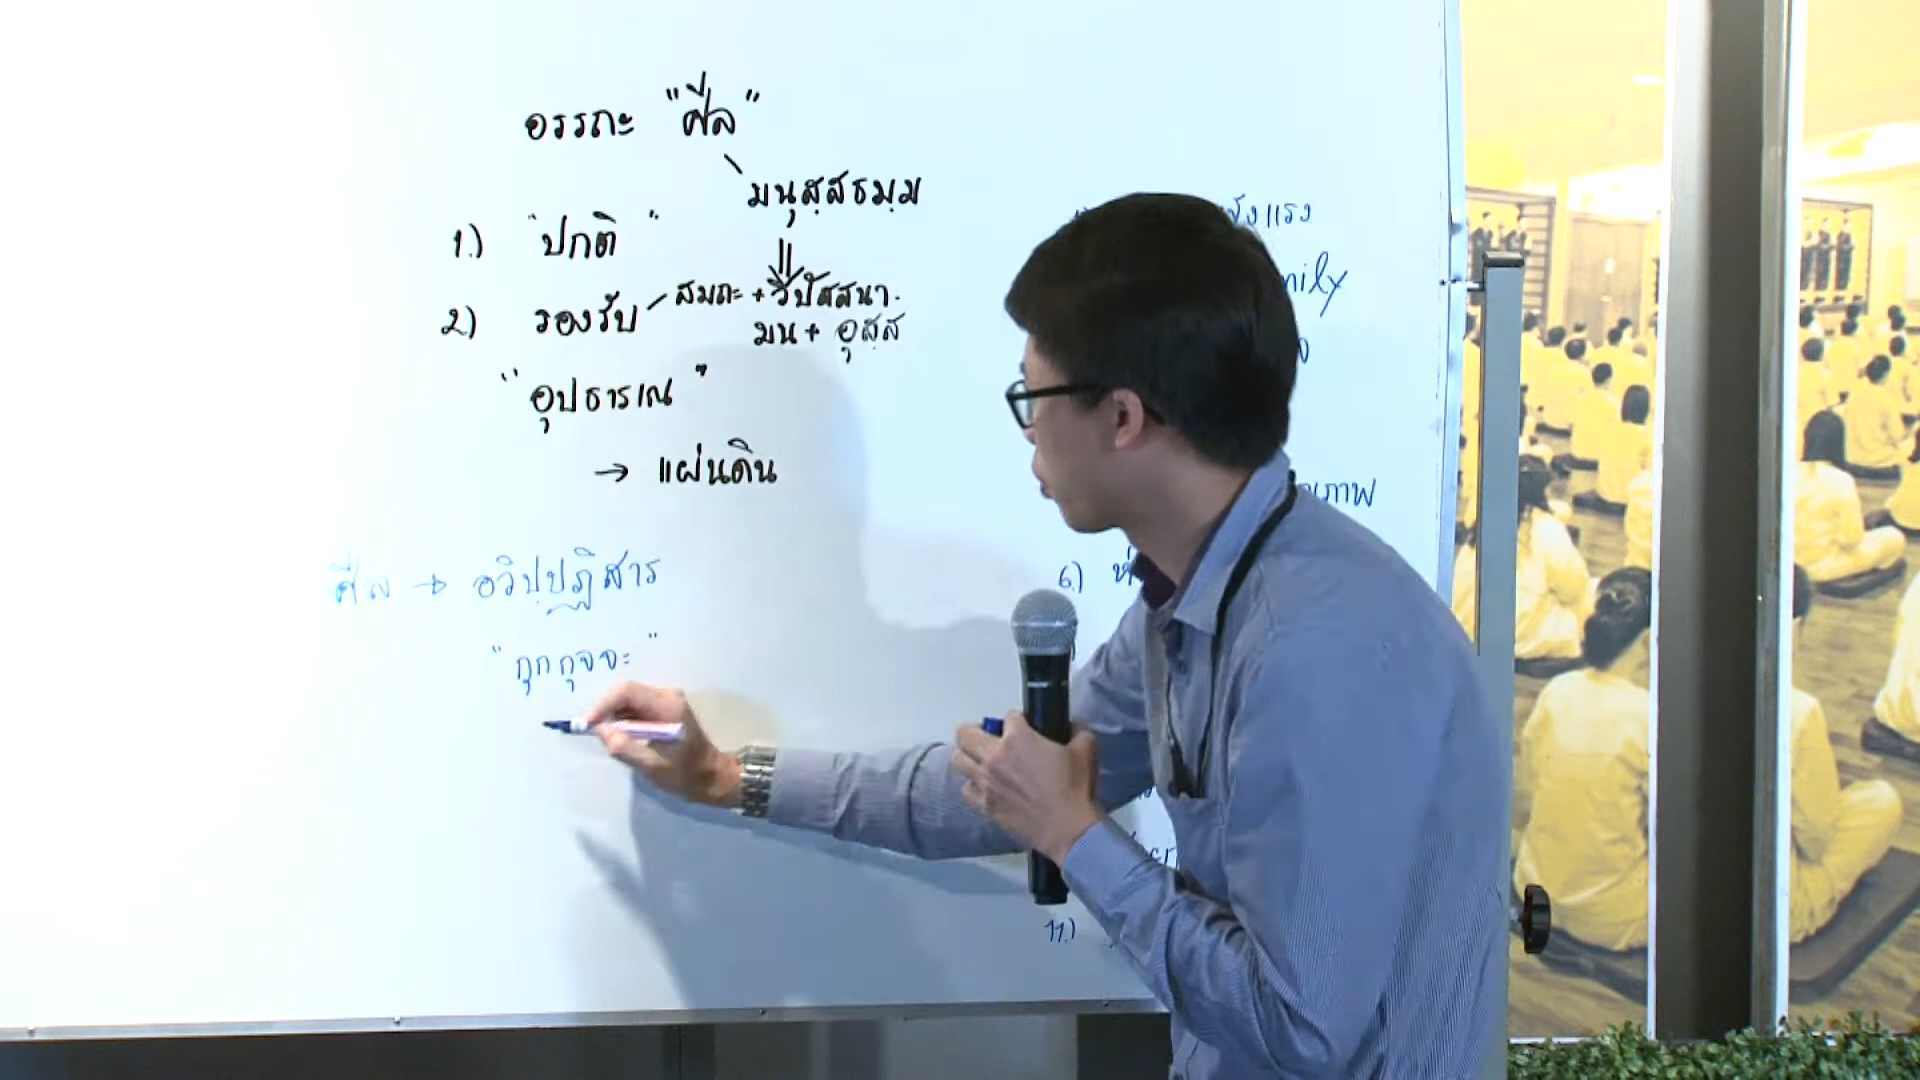 อรรถะ "ศีล"
มนุสฺสธมฺม
1.) "ปกติ"
2.) รองรับ สมถะ + วิปัสสนา.
มน + อุสฺส
"อุปธารณ"
→ แผ่นดิน
ศีล → อวิปฺปฏิสาร
"กุกกุจจะ"
แรง
mily
ภาพ
6.) ห
11.)